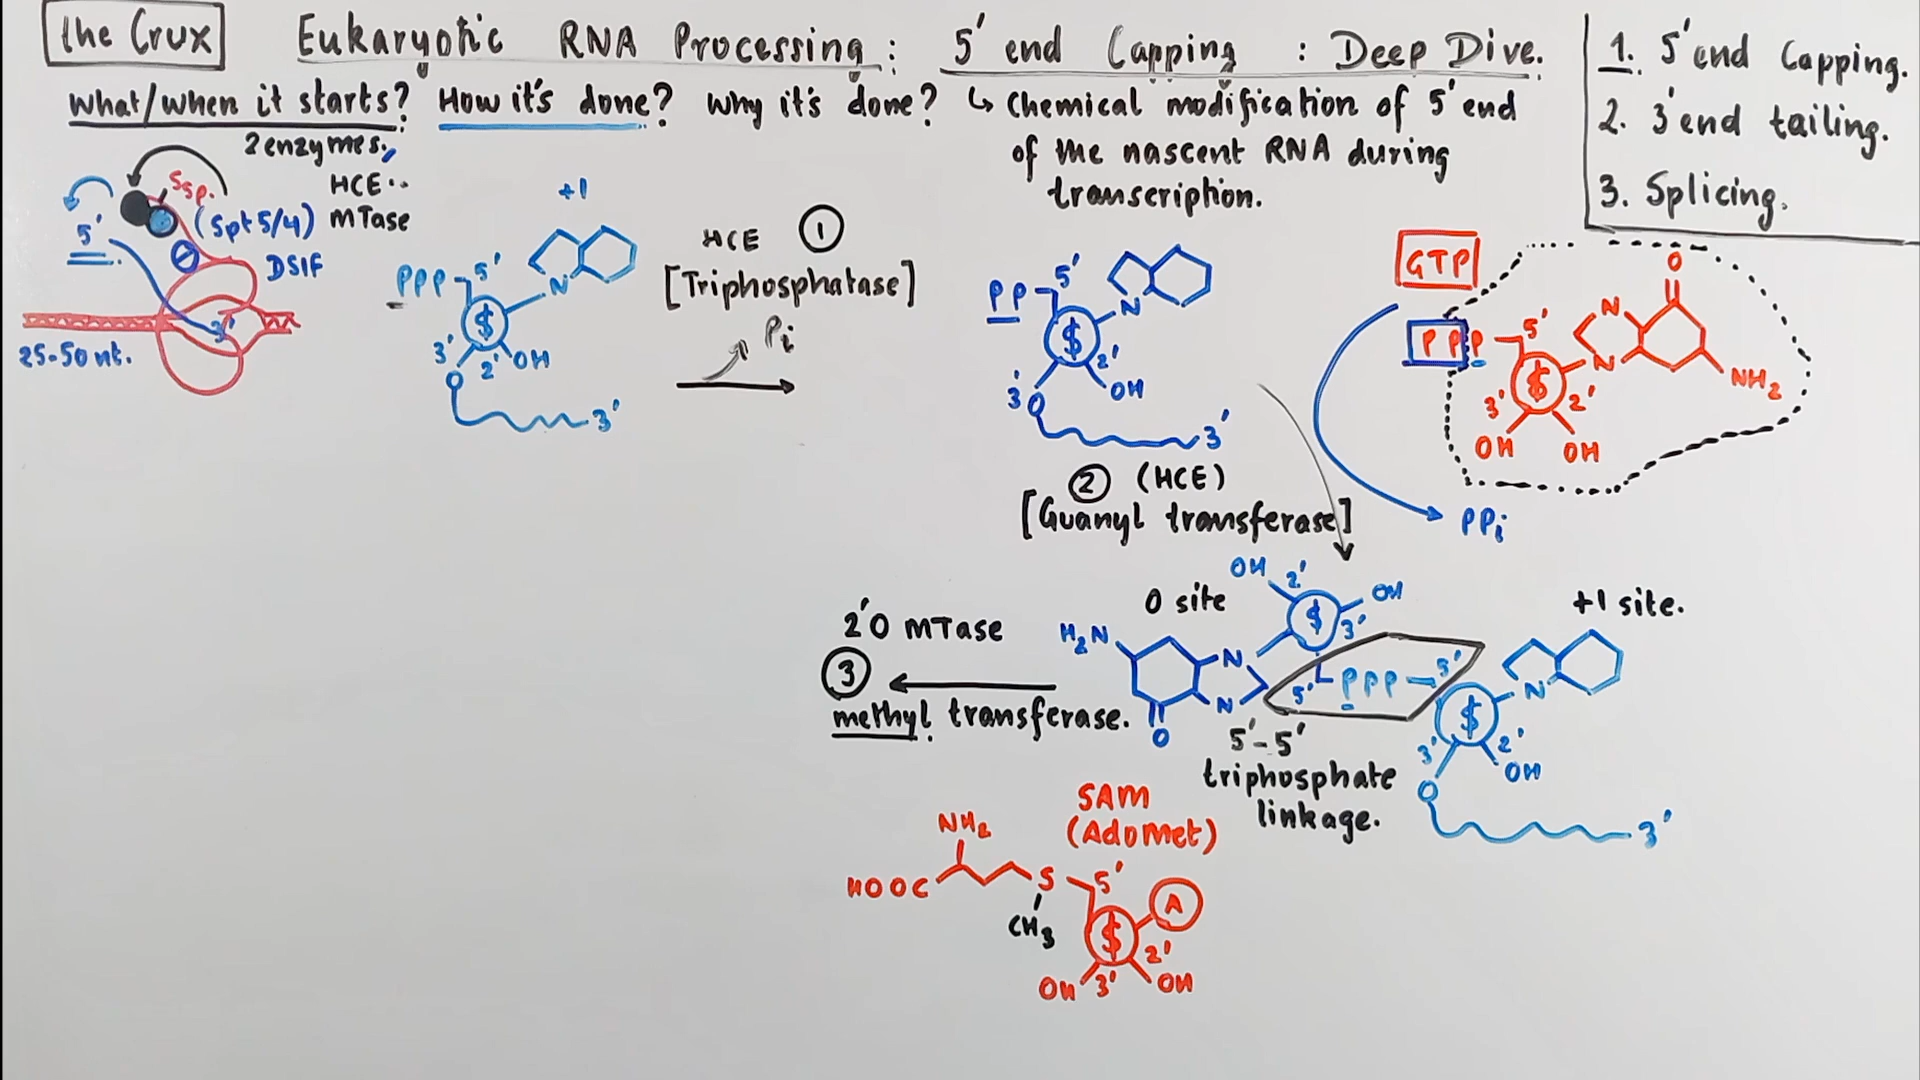 The Crux
Eukaryotic RNA Processing: 5' end Capping : Deep Dive.
What/when it starts? How it's done? Why it's done? ↳ Chemical modification of 5' end
of the nascent RNA during
transcription.
1. 5' end Capping.
2. 3' end tailing.
3. Splicing.
2 enzymes.
HCE..
mTase
S5P.
(Spt 5/4)
DSIF
5'
3'
25-50 nt.
+1
PPP 5'
N
$
3' 2' OH
O
3'
HCE 1
[Triphosphatase]
Pi
PP 5'
N
$
2'
3' OH
O
3'
GTP
O
PPP 5' N
N
$
NH2
3' 2'
OH OH
PPi
2 (HCE)
[Guanyl transferase]
O site
OH 2' OH
$
3'
+1 site.
H2N
N
N
O
5' PPP 5'
N
$
3' 2'
OH
O
3'
5'-5'
triphosphate
linkage.
2'O mTase
3
methyl transferase.
SAM
(AdoMet)
NH2
HOOC
S 5'
CH3
A
$
2'
OH 3' OH